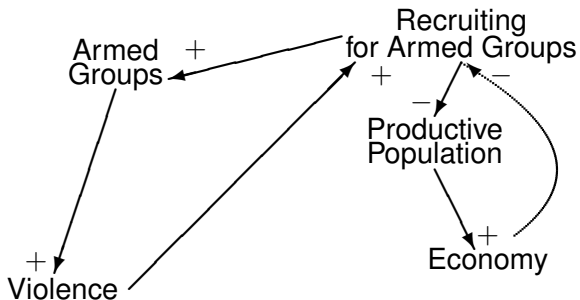 Recruiting
for Armed Groups
Armed
Groups
+
+
−
−
Productive
Population
+
Violence
+
Economy